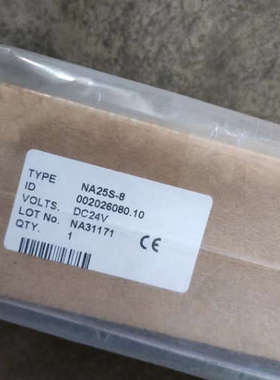 TYPE NA25S-8
ID 002026080.10
VOLTS. DC24V
LOT No. NA31171
QTY. 1 CE